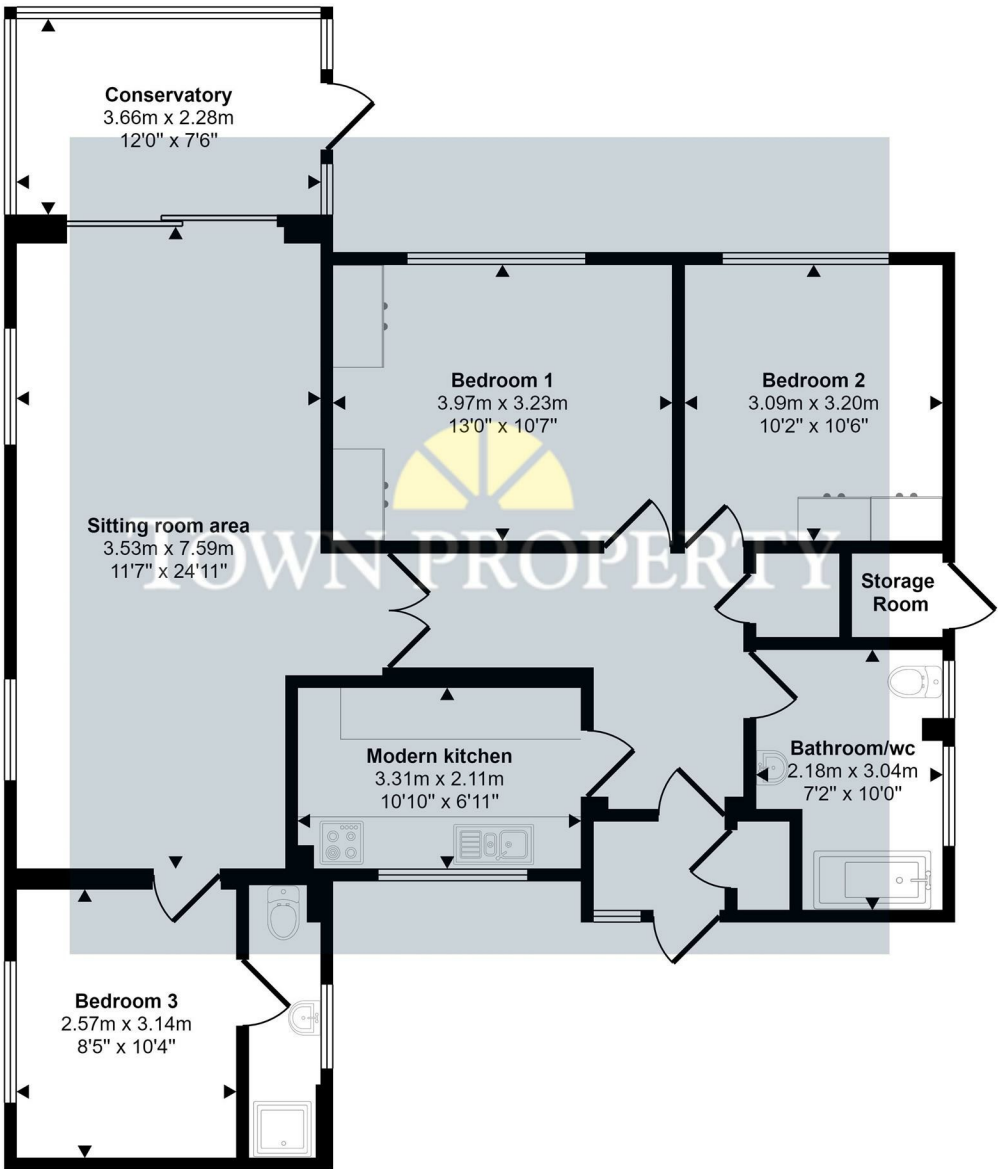 Conservatory
3.66m x 2.28m
12'0" x 7'6"
Bedroom 1
3.97m x 3.23m
13'0" x 10'7"
Bedroom 2
3.09m x 3.20m
10'2" x 10'6"
Sitting room area
3.53m x 7.59m
11'7" x 24'11"
TOWN PROPERTY
Storage
Room
Modern kitchen
3.31m x 2.11m
10'10" x 6'11"
Bathroom/wc
2.18m x 3.04m
7'2" x 10'0"
Bedroom 3
2.57m x 3.14m
8'5" x 10'4"